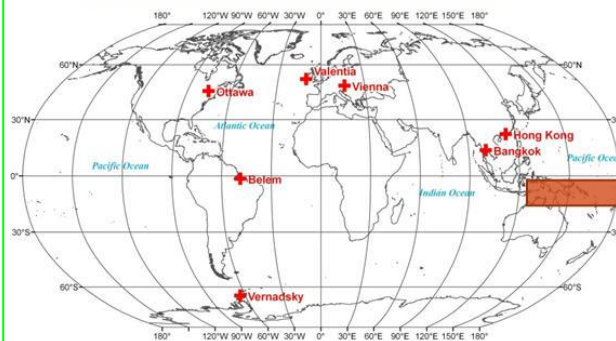 180° 120°W 90°W 60°W 30°W 0° 30°E 60°E 90°E 120°E 150°E 180°
60°N
Valentia
Vienna
Ottawa
30°N
Atlantic Ocean
Hong Kong
Bangkok
Pacific Ocean
Pacific
0°
Belem
Indian Ocean
30°S
60°S
60°S
Vernadsky
180° 120°W 90°W 60°W 30°W 0° 30°E 60°E 90°E 120°E 150°E 180°